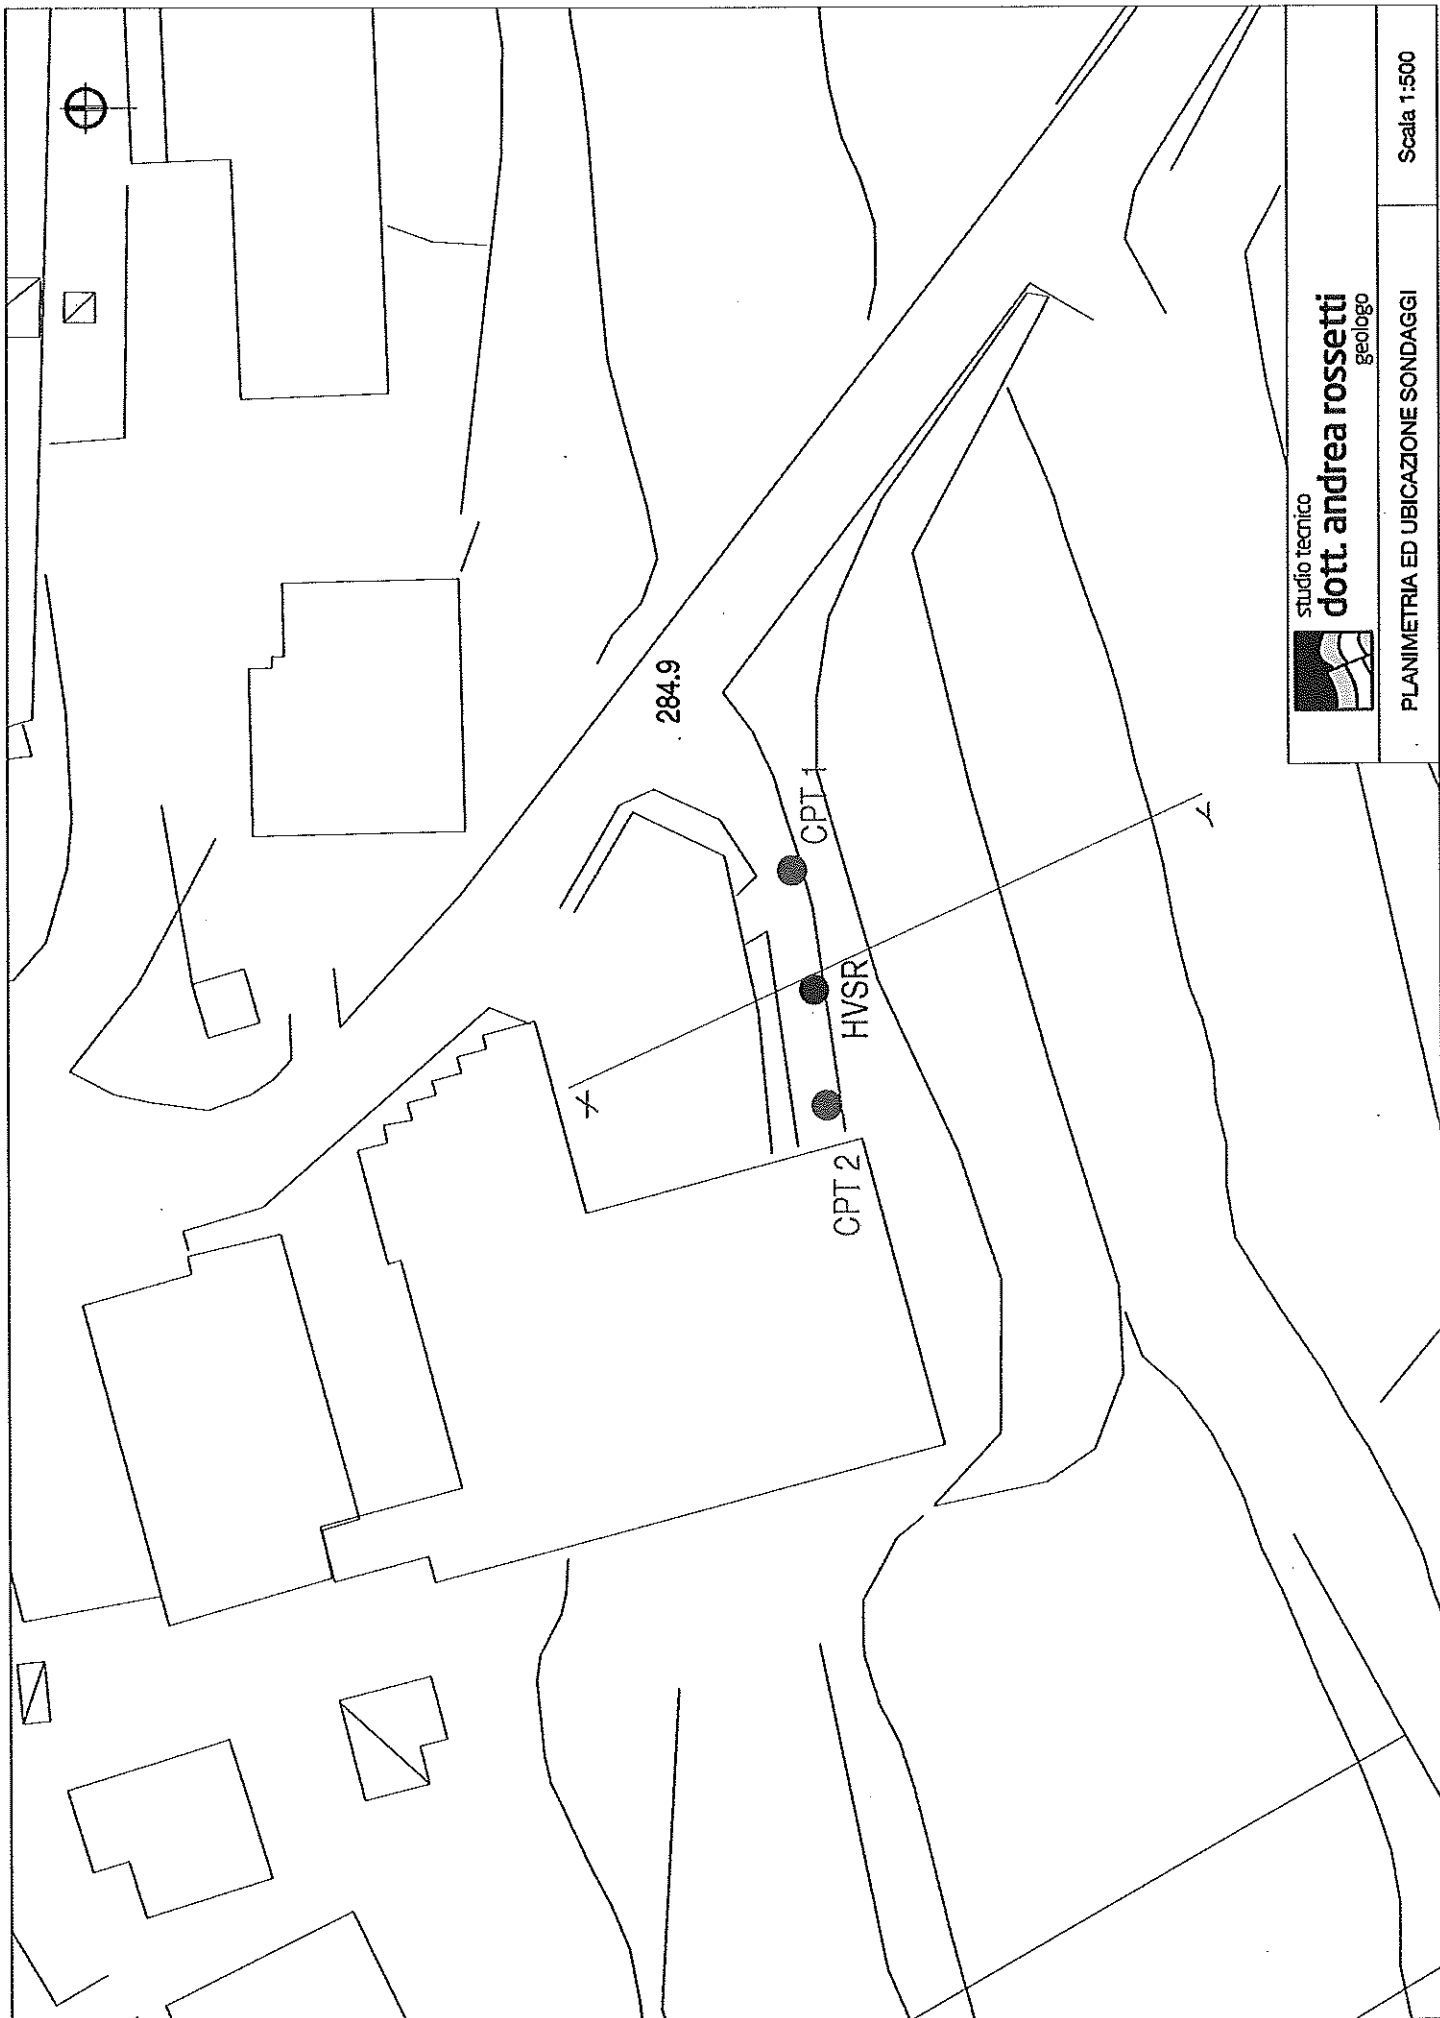 284.9
CPT 1
HVSR
CPT 2
X
Y
studio tecnico
dott. andrea rossetti
geologo
PLANIMETRIA ED UBICAZIONE SONDAGGI
Scala 1:500